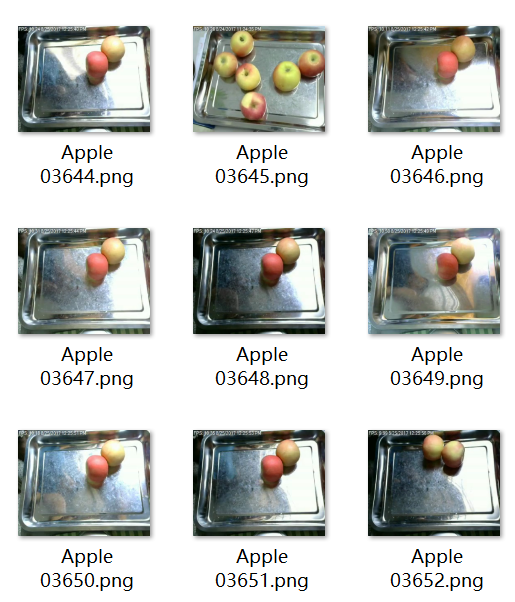 Apple
03644.png
Apple
03645.png
Apple
03646.png
Apple
03647.png
Apple
03648.png
Apple
03649.png
Apple
03650.png
Apple
03651.png
Apple
03652.png